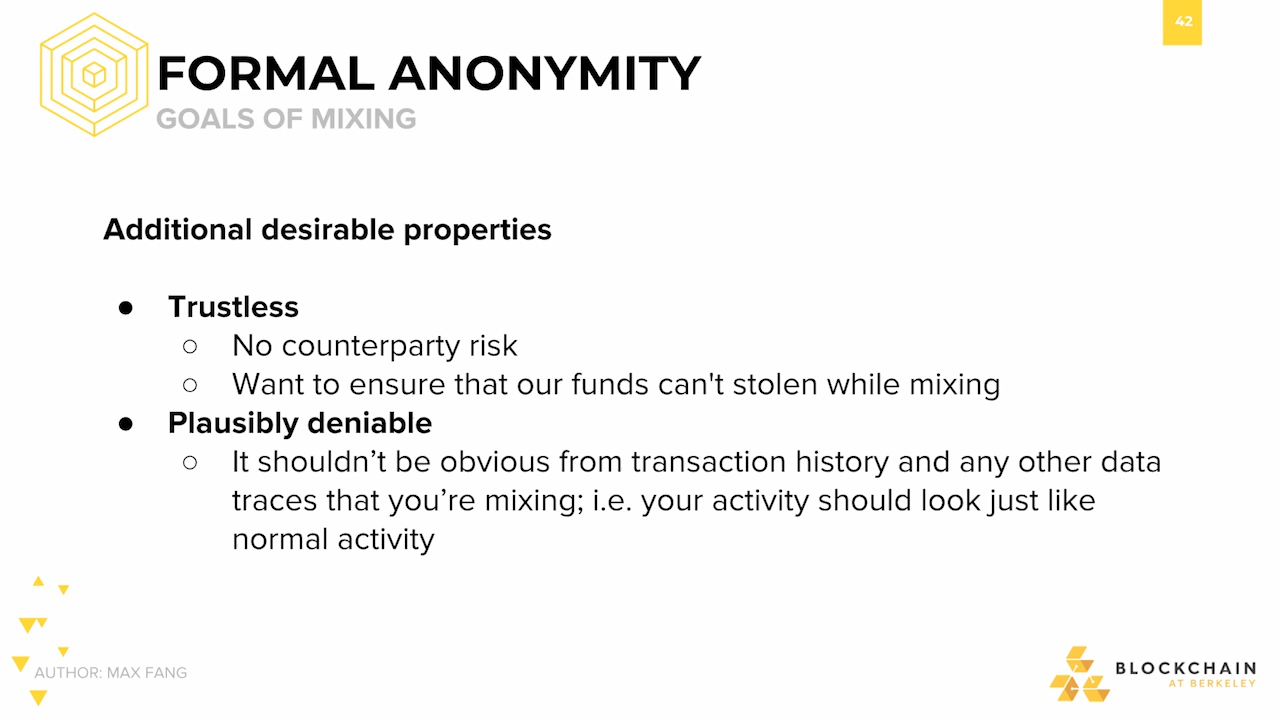 42
FORMAL ANONYMITY
GOALS OF MIXING
Additional desirable properties
● Trustless
○ No counterparty risk
○ Want to ensure that our funds can't stolen while mixing
● Plausibly deniable
○ It shouldn’t be obvious from transaction history and any other data
traces that you’re mixing; i.e. your activity should look just like
normal activity
AUTHOR: MAX FANG
BLOCKCHAIN
AT BERKELEY